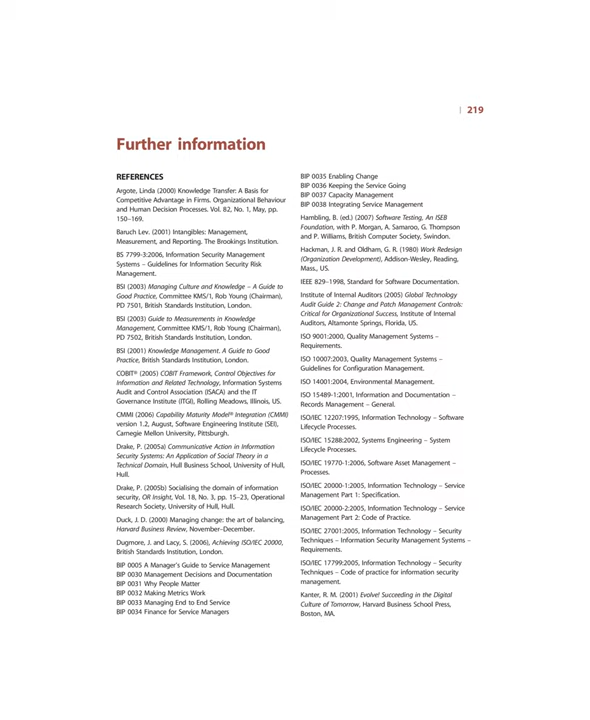 | 219
Further information
REFERENCES
Argote, Linda (2000) Knowledge Transfer: A Basis for
Competitive Advantage in Firms. Organizational Behaviour
and Human Decision Processes. Vol. 82, No. 1, May, pp.
150–169.
Baruch Lev. (2001) Intangibles: Management,
Measurement, and Reporting. The Brookings Institution.
BS 7799-3:2006, Information Security Management
Systems – Guidelines for Information Security Risk
Management.
BSI (2003) Managing Culture and Knowledge – A Guide to
Good Practice, Committee KMS/1, Rob Young (Chairman),
PD 7501, British Standards Institution, London.
BSI (2003) Guide to Measurements in Knowledge
Management, Committee KMS/1, Rob Young (Chairman),
PD 7502, British Standards Institution, London.
BSI (2001) Knowledge Management. A Guide to Good
Practice, British Standards Institution, London.
COBIT® (2005) COBIT Framework, Control Objectives for
Information and Related Technology, Information Systems
Audit and Control Association (ISACA) and the IT
Governance Institute (ITGI), Rolling Meadows, Illinois, US.
CMMI (2006) Capability Maturity Model® Integration (CMMI)
version 1.2, August, Software Engineering Institute (SEI),
Carnegie Mellon University, Pittsburgh.
Drake, P. (2005a) Communicative Action in Information
Security Systems: An Application of Social Theory in a
Technical Domain, Hull Business School, University of Hull,
Hull.
Drake, P. (2005b) Socialising the domain of information
security, OR Insight, Vol. 18, No. 3, pp. 15–23, Operational
Research Society, University of Hull, Hull.
Duck, J. D. (2000) Managing change: the art of balancing,
Harvard Business Review, November–December.
Dugmore, J. and Lacy, S. (2006), Achieving ISO/IEC 20000,
British Standards Institution, London.
BIP 0005 A Manager's Guide to Service Management
BIP 0030 Management Decisions and Documentation
BIP 0031 Why People Matter
BIP 0032 Making Metrics Work
BIP 0033 Managing End to End Service
BIP 0034 Finance for Service Managers
BIP 0035 Enabling Change
BIP 0036 Keeping the Service Going
BIP 0037 Capacity Management
BIP 0038 Integrating Service Management
Hambling, B. (ed.) (2007) Software Testing, An ISEB
Foundation, with P. Morgan, A. Samaroo, G. Thompson
and P. Williams, British Computer Society, Swindon.
Hackman, J. R. and Oldham, G. R. (1980) Work Redesign
(Organization Development), Addison-Wesley, Reading,
Mass., US.
IEEE 829–1998, Standard for Software Documentation.
Institute of Internal Auditors (2005) Global Technology
Audit Guide 2: Change and Patch Management Controls:
Critical for Organizational Success, Institute of Internal
Auditors, Altamonte Springs, Florida, US.
ISO 9001:2000, Quality Management Systems –
Requirements.
ISO 10007:2003, Quality Management Systems –
Guidelines for Configuration Management.
ISO 14001:2004, Environmental Management.
ISO 15489-1:2001, Information and Documentation –
Records Management – General.
ISO/IEC 12207:1995, Information Technology – Software
Lifecycle Processes.
ISO/IEC 15288:2002, Systems Engineering – System
Lifecycle Processes.
ISO/IEC 19770-1:2006, Software Asset Management –
Processes.
ISO/IEC 20000-1:2005, Information Technology – Service
Management Part 1: Specification.
ISO/IEC 20000-2:2005, Information Technology – Service
Management Part 2: Code of Practice.
ISO/IEC 27001:2005, Information Technology – Security
Techniques – Information Security Management Systems –
Requirements.
ISO/IEC 17799:2005, Information Technology – Security
Techniques – Code of practice for information security
management.
Kanter, R. M. (2001) Evolve! Succeeding in the Digital
Culture of Tomorrow, Harvard Business School Press,
Boston, MA.